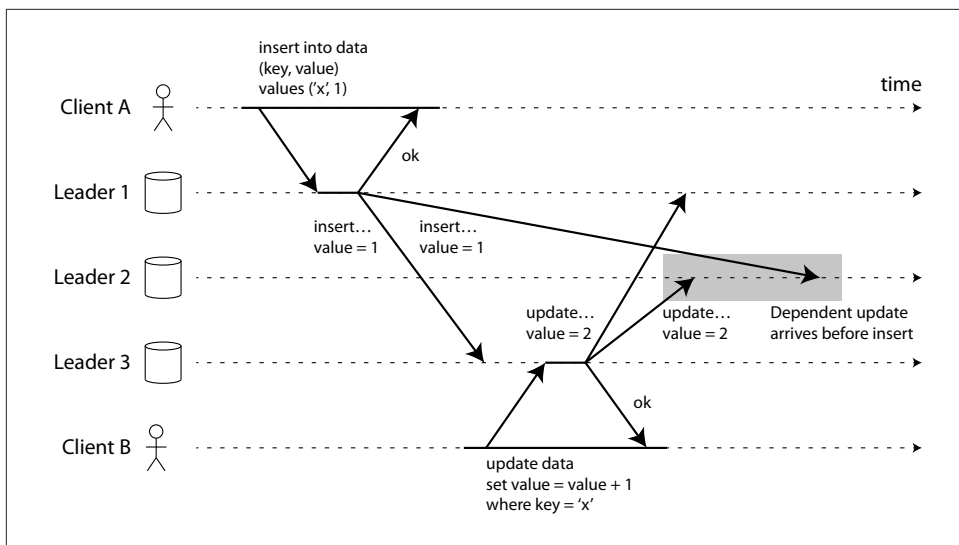 insert into data
(key, value)
values (‘x’, 1)
time
Client A
ok
Leader 1
insert…
value = 1
insert…
value = 1
Leader 2
update…
value = 2
update…
value = 2
Dependent update
arrives before insert
Leader 3
ok
Client B
update data
set value = value + 1
where key = ‘x’